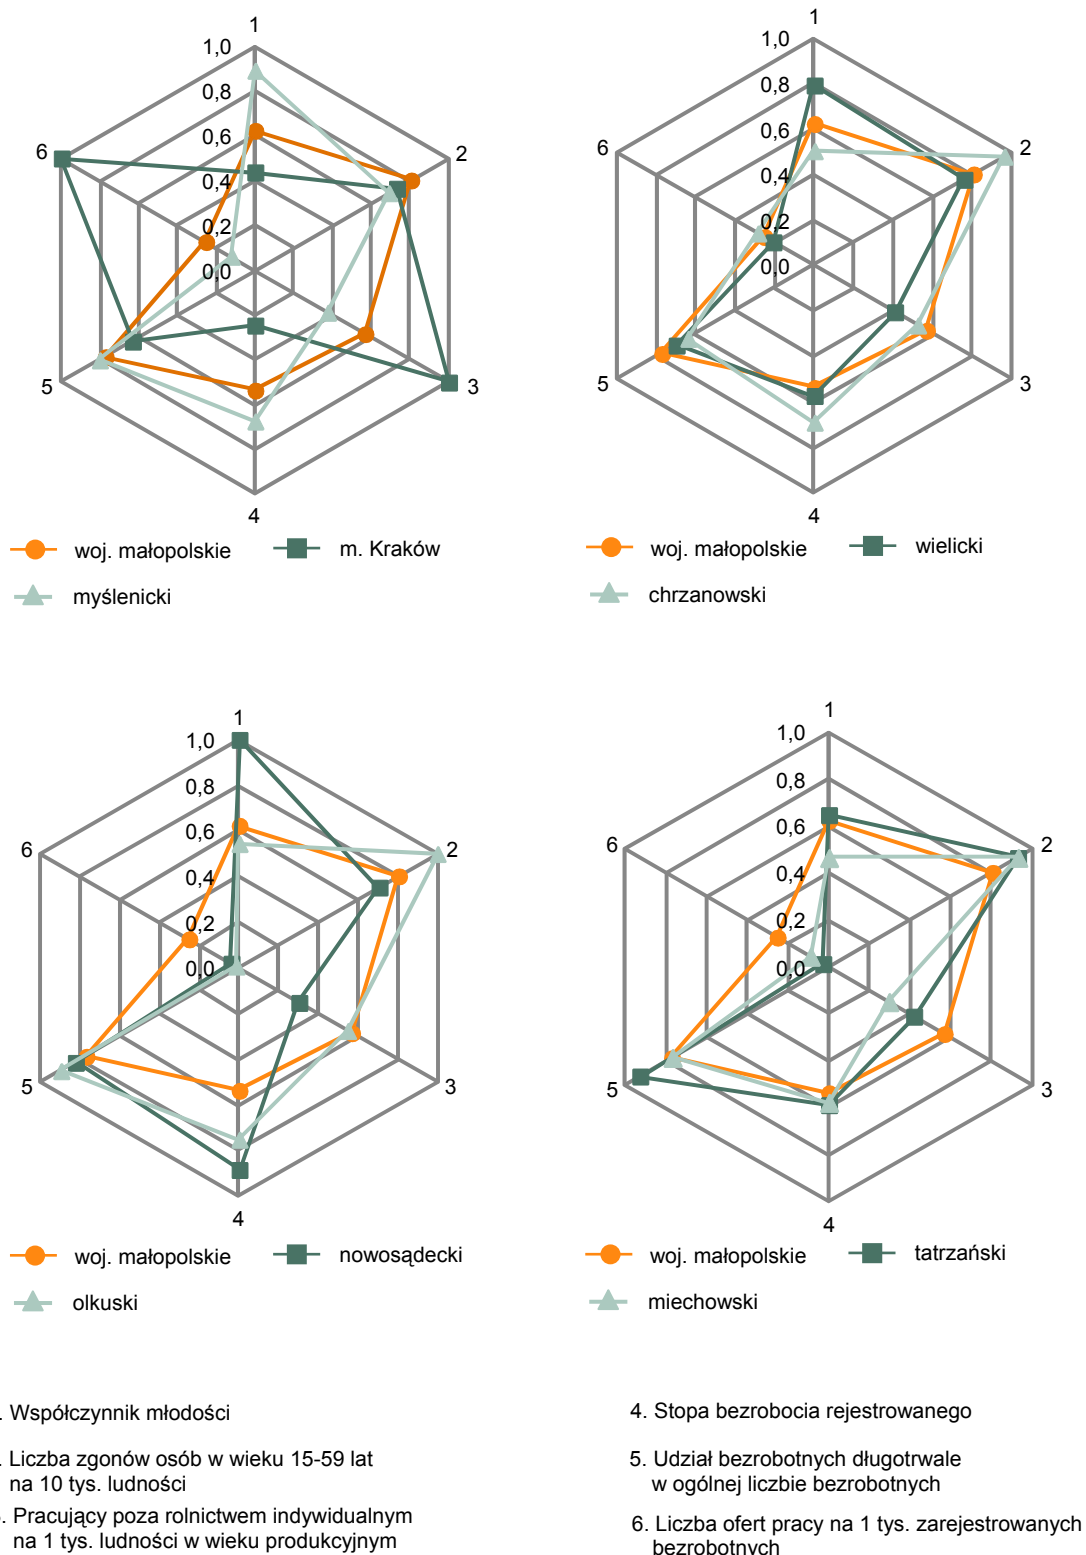 1
1,0
0,8
0,6
0,4
0,2
0,0
2
3
4
5
6
woj. małopolskie
m. Kraków
myślenicki
1
1,0
0,8
0,6
0,4
0,2
0,0
2
3
4
5
6
woj. małopolskie
wielicki
chrzanowski
1
1,0
0,8
0,6
0,4
0,2
0,0
2
3
4
5
6
woj. małopolskie
nowosądecki
olkuski
1
1,0
0,8
0,6
0,4
0,2
0,0
2
3
4
5
6
woj. małopolskie
tatrzański
miechowski
. Współczynnik młodości
. Liczba zgonów osób w wieku 15-59 lat
na 10 tys. ludności
. Pracujący poza rolnictwem indywidualnym
na 1 tys. ludności w wieku produkcyjnym
4. Stopa bezrobocia rejestrowanego
5. Udział bezrobotnych długotrwale
w ogólnej liczbie bezrobotnych
6. Liczba ofert pracy na 1 tys. zarejestrowanych
bezrobotnych